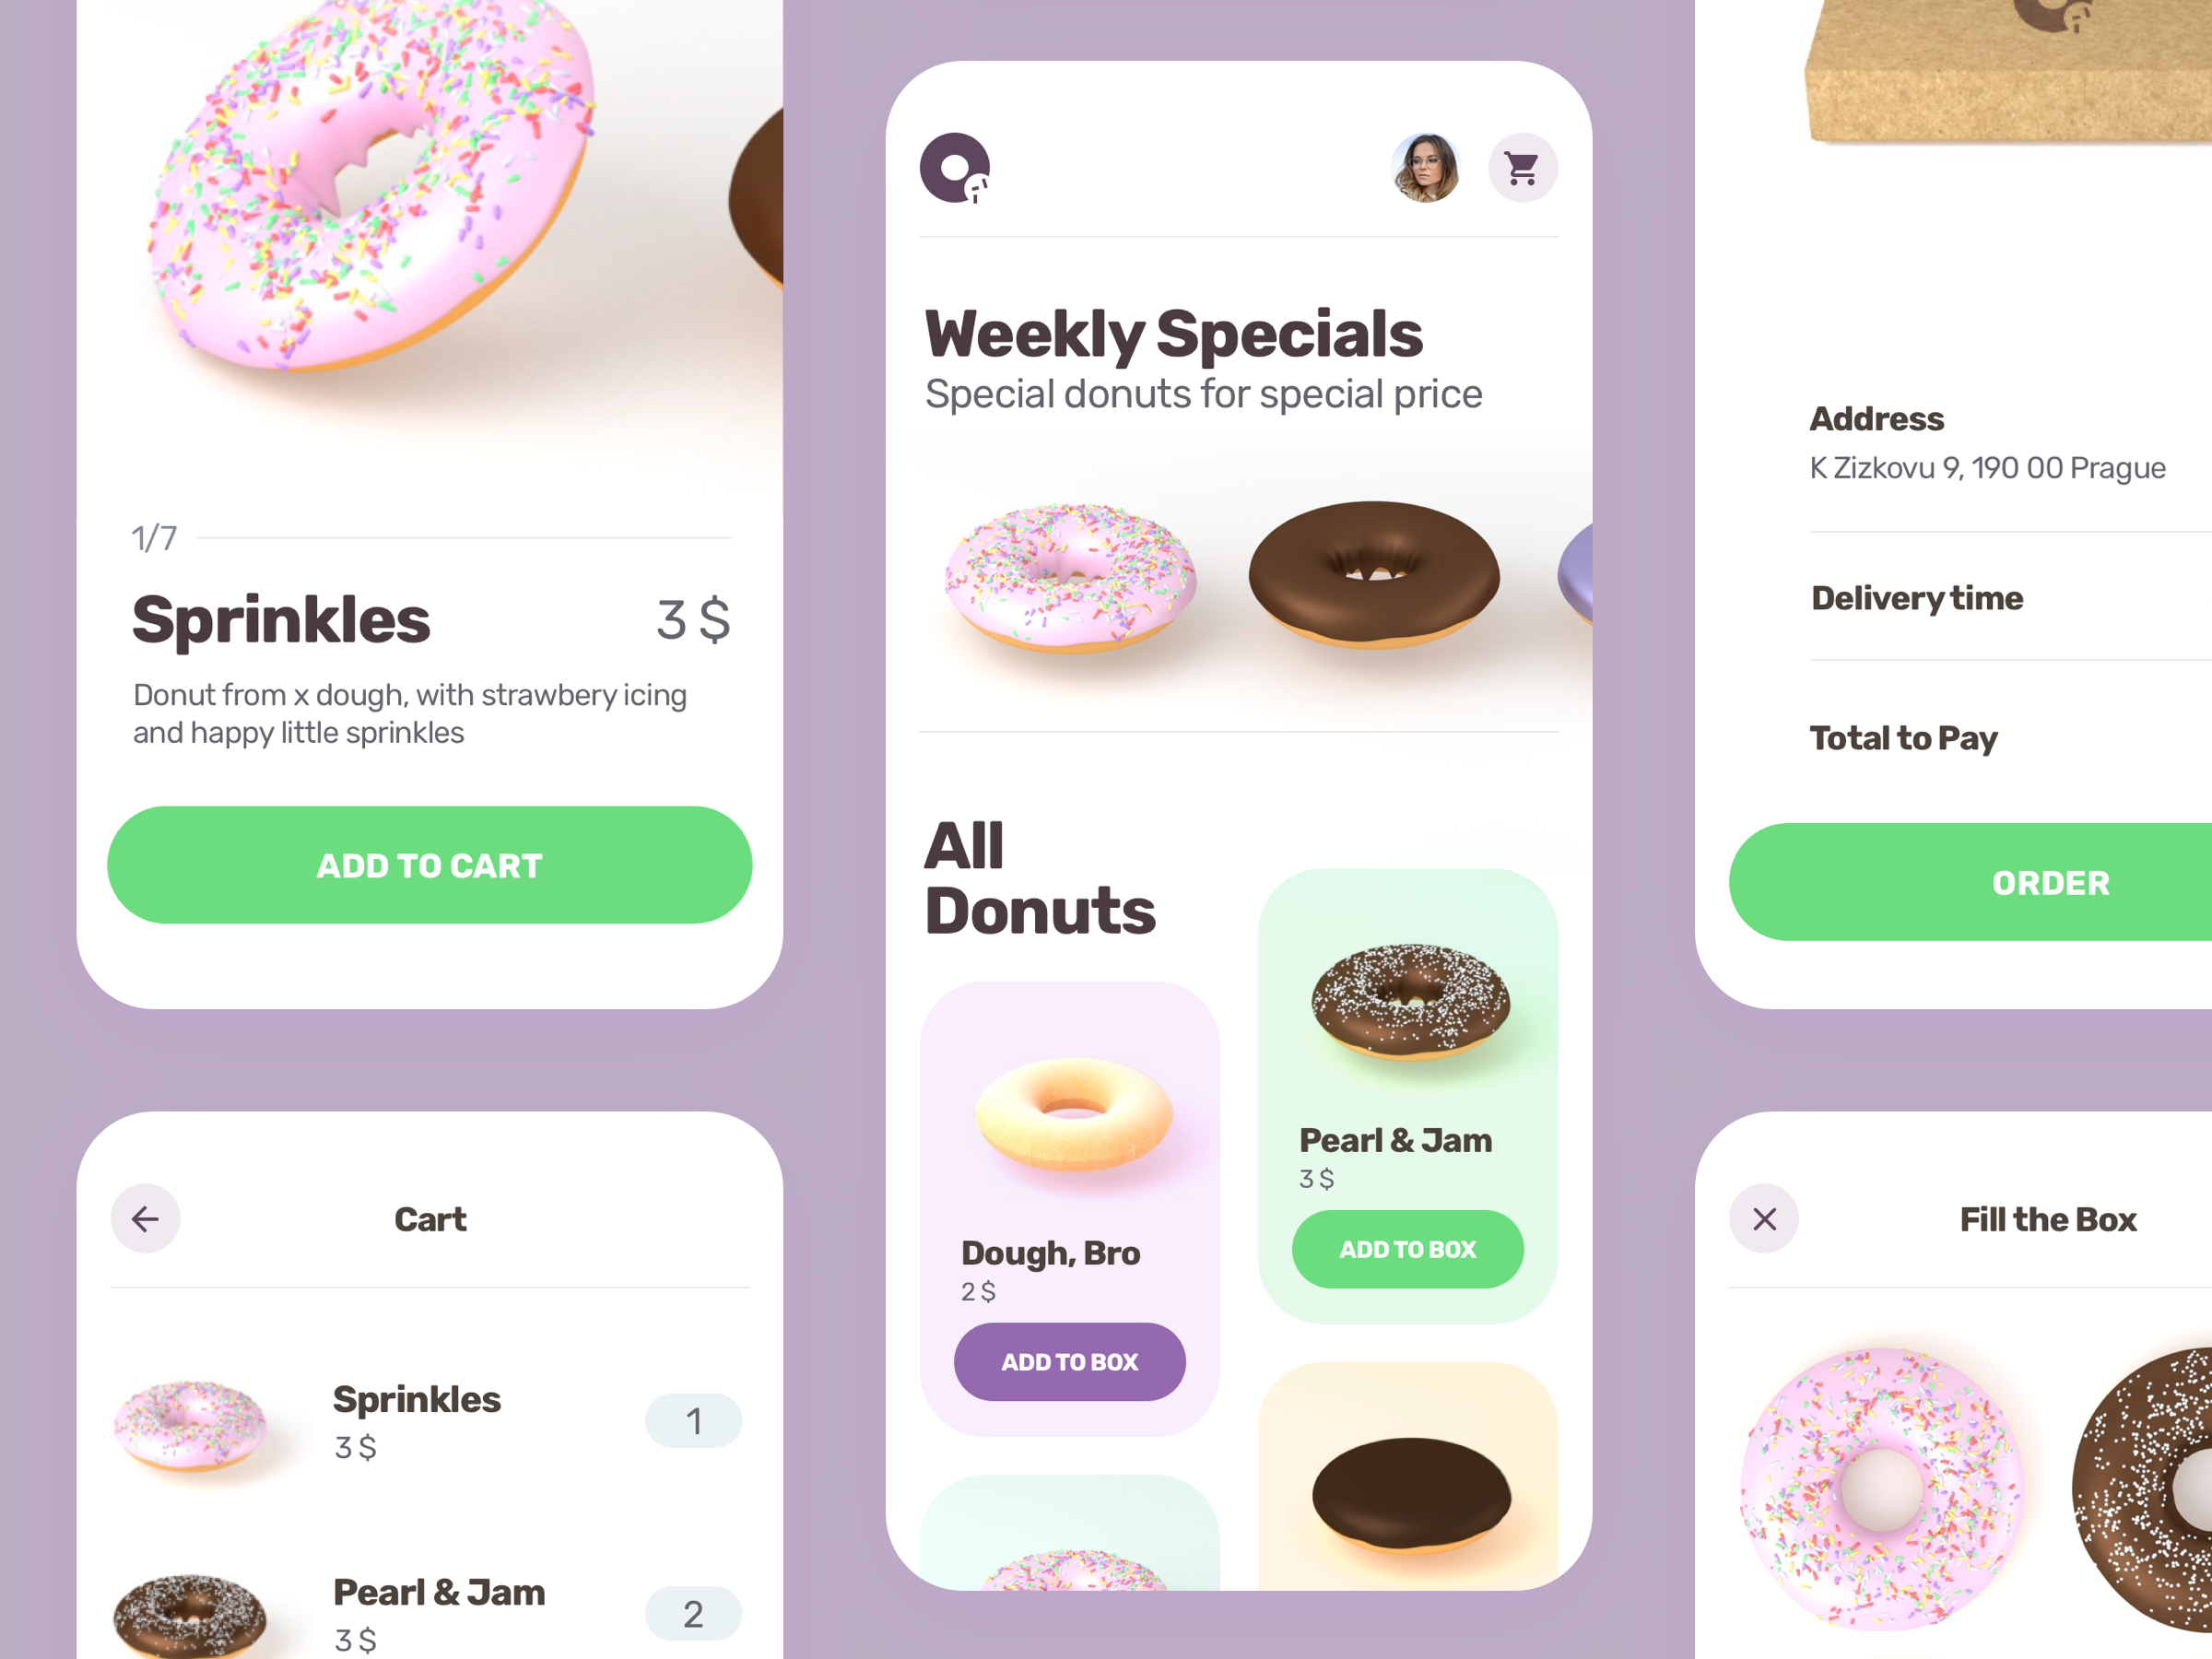 1/7
Sprinkles
3 $
Donut from x dough, with strawbery icing
and happy little sprinkles
ADD TO CART
Cart
Sprinkles
3 $
1
Pearl & Jam
3 $
2
Weekly Specials
Special donuts for special price
All
Donuts
Dough, Bro
2 $
ADD TO BOX
Pearl & Jam
3 $
ADD TO BOX
Address
K Zizkovu 9, 190 00 Prague
Delivery time
Total to Pay
ORDER
Fill the Box